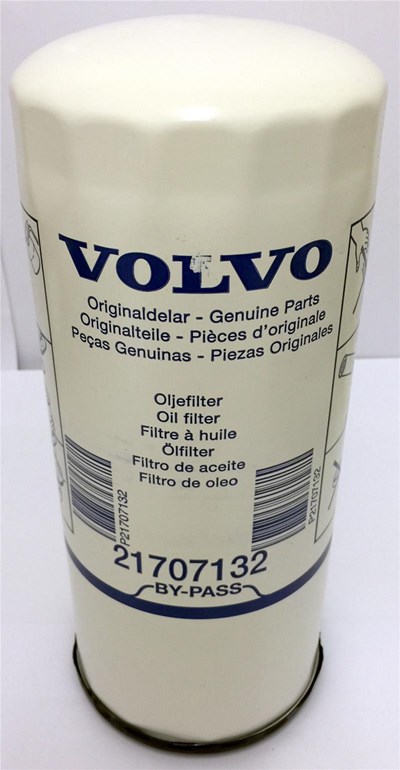 VOLVO
Originaldelar - Genuine Parts
Originalteile - Pièces d'originale
Peças Genuinas - Piezas Originales
Oljefilter
Oil filter
Filtre à huile
Ölfilter
Filtro de aceite
Filtro de oleo
P21707132
P21707132
21707132
BY-PASS